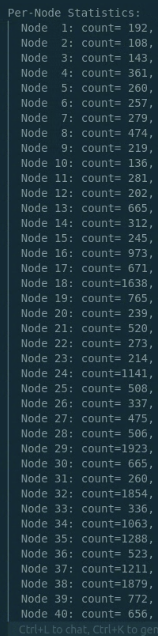 Per-Node Statistics:
Node  1: count= 192,
Node  2: count= 108,
Node  3: count= 143,
Node  4: count= 361,
Node  5: count= 260,
Node  6: count= 257,
Node  7: count= 279,
Node  8: count= 474,
Node  9: count= 219,
Node 10: count= 136,
Node 11: count= 281,
Node 12: count= 202,
Node 13: count= 665,
Node 14: count= 312,
Node 15: count= 245,
Node 16: count= 973,
Node 17: count= 671,
Node 18: count=1638,
Node 19: count= 765,
Node 20: count= 239,
Node 21: count= 520,
Node 22: count= 273,
Node 23: count= 214,
Node 24: count=1141,
Node 25: count= 508,
Node 26: count= 337,
Node 27: count= 475,
Node 28: count= 506,
Node 29: count=1923,
Node 30: count= 665,
Node 31: count= 260,
Node 32: count=1854,
Node 33: count= 336,
Node 34: count=1063,
Node 35: count=1288,
Node 36: count= 523,
Node 37: count=1211,
Node 38: count=1879,
Node 39: count= 772,
Node 40: count= 656,
Ctrl+L to chat, Ctrl+K to ger